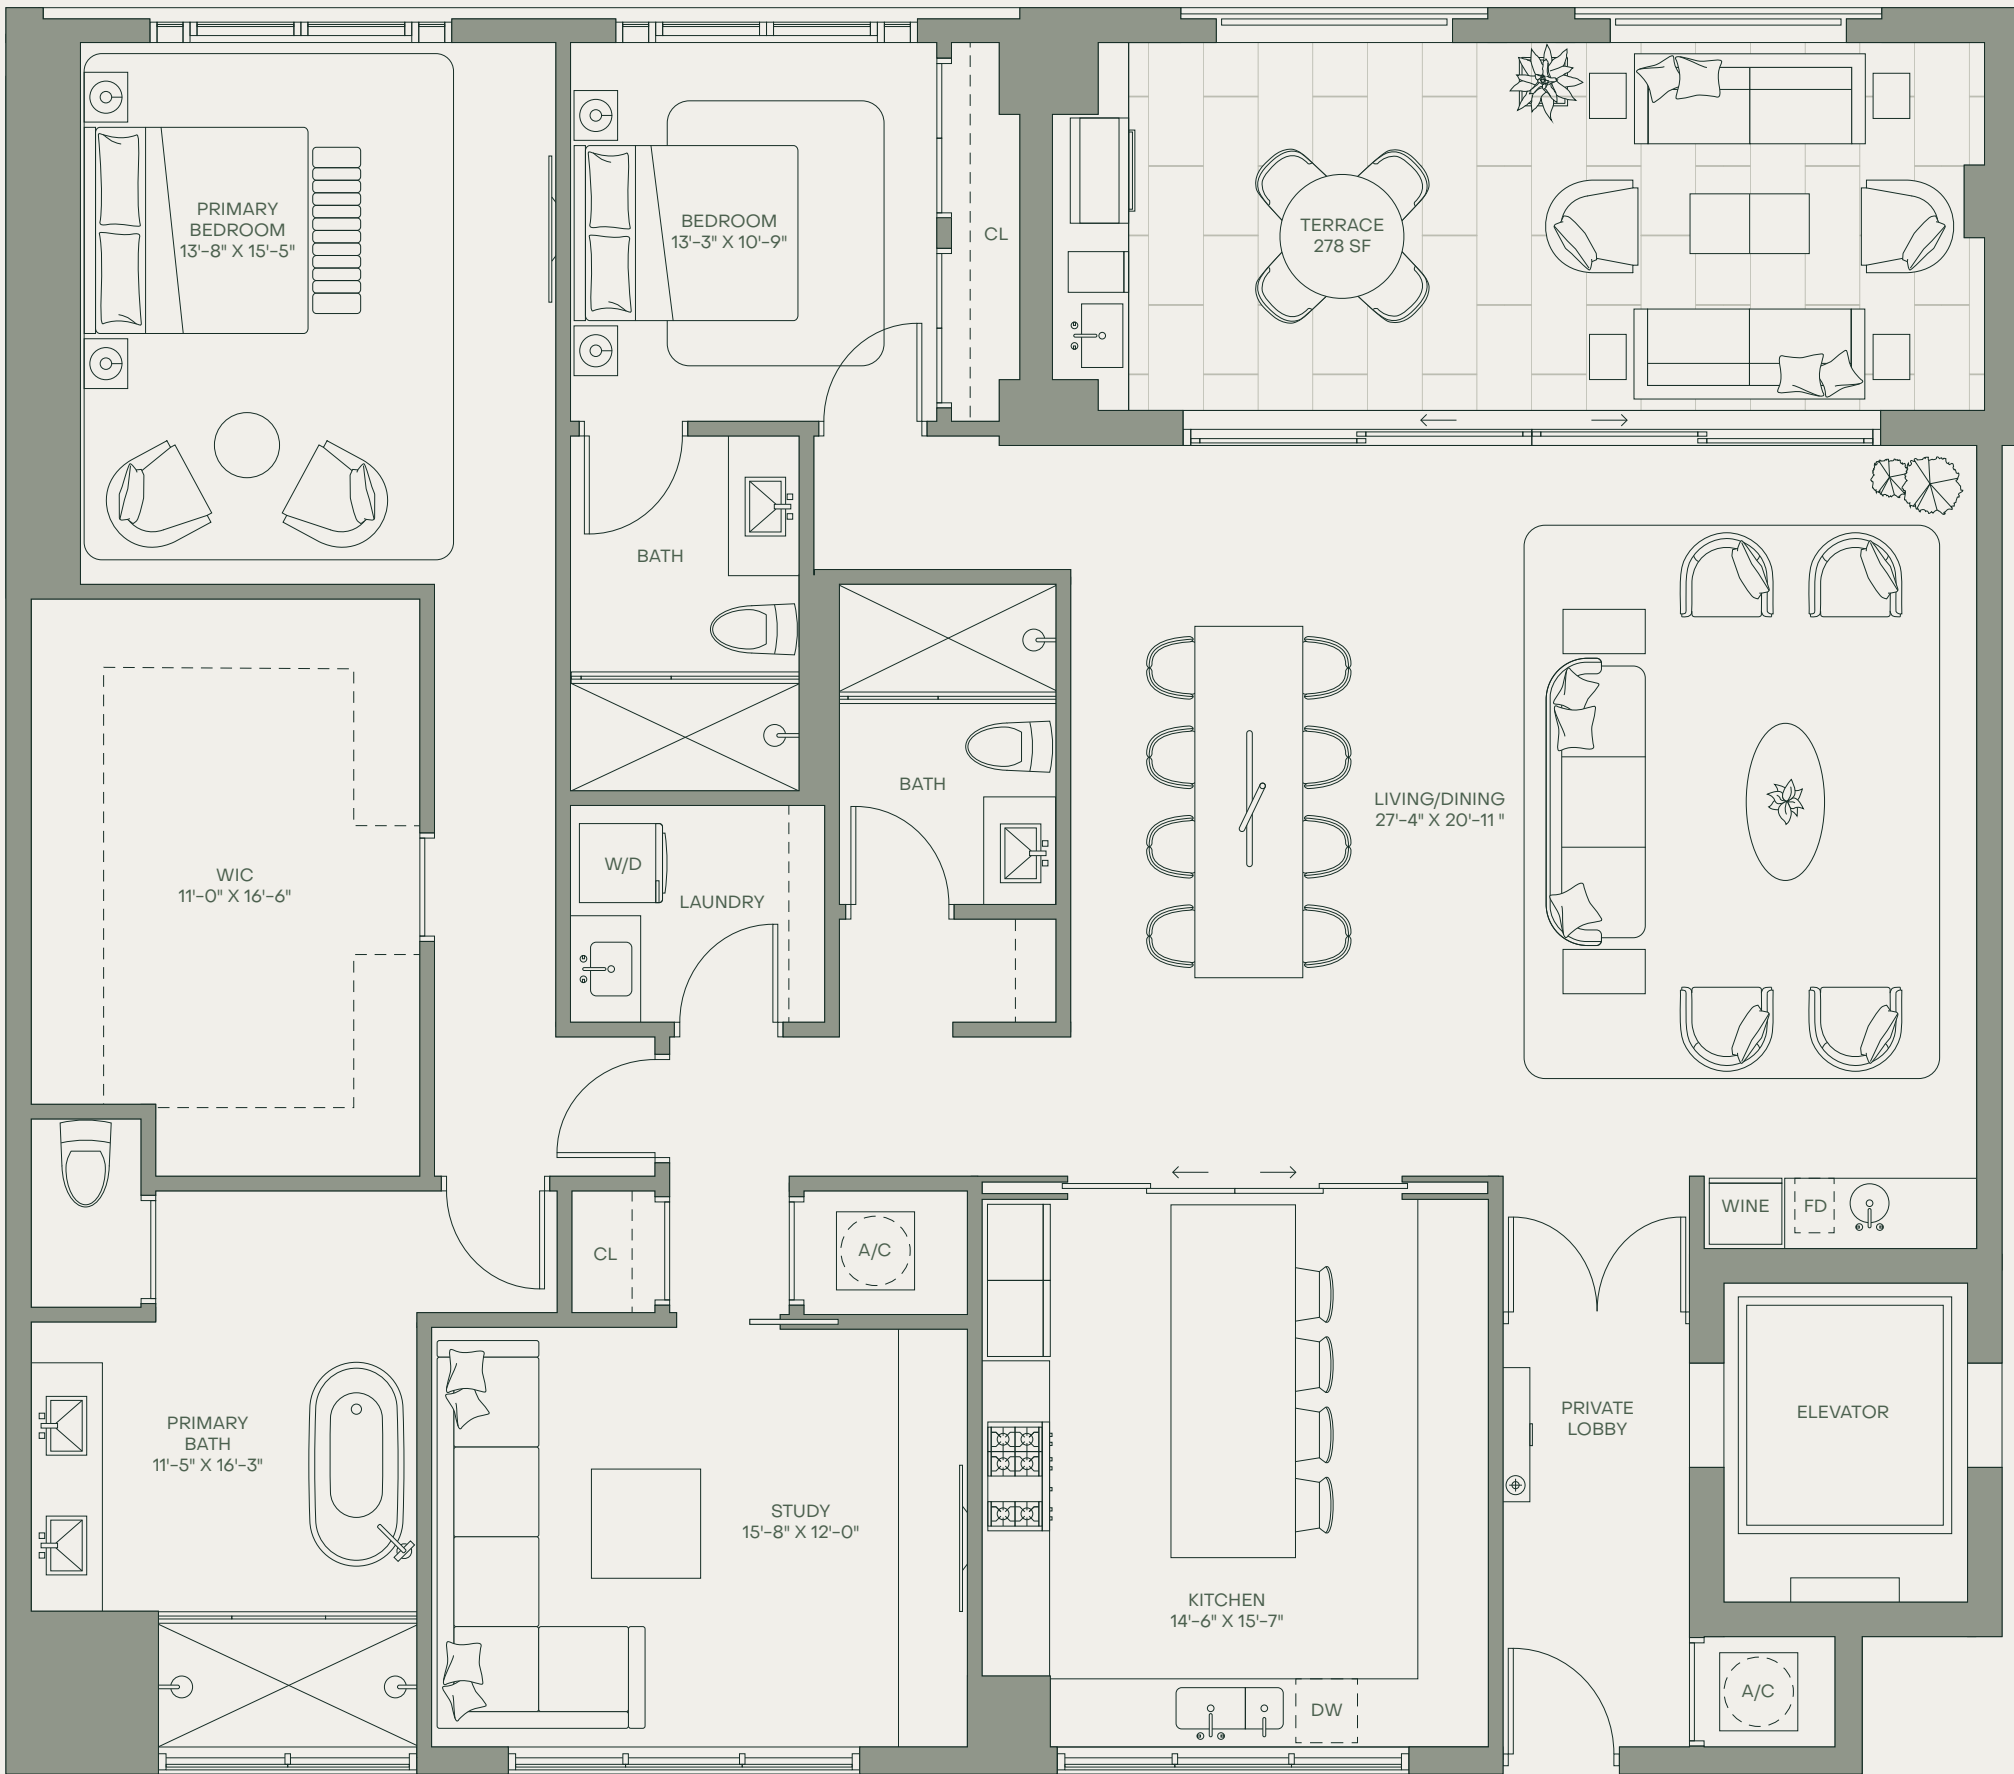 PRIMARY
BEDROOM
13'-8" X 15'-5"
BEDROOM
13'-3" X 10'-9"
CL
TERRACE
278 SF
BATH
BATH
LIVING/DINING
27'-4" X 20'-11 "
WIC
11'-0" X 16'-6"
W/D
LAUNDRY
CL
A/C
WINE
FD
PRIMARY
BATH
11'-5" X 16'-3"
STUDY
15'-8" X 12'-0"
KITCHEN
14'-6" X 15'-7"
DW
PRIVATE
LOBBY
ELEVATOR
A/C